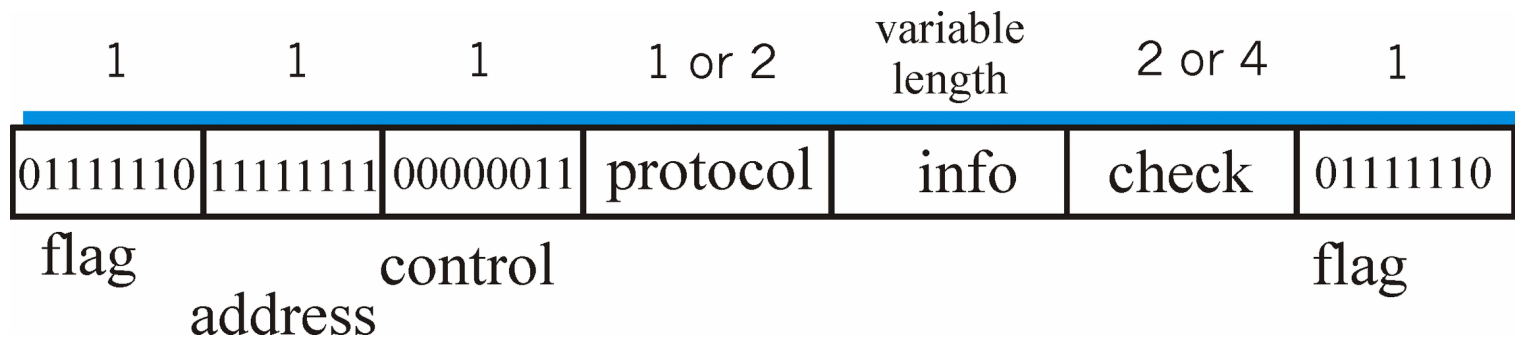 1 1 1 1 or 2 variable length 2 or 4 1
01111110 11111111 00000011 protocol info check 01111110
flag address control flag